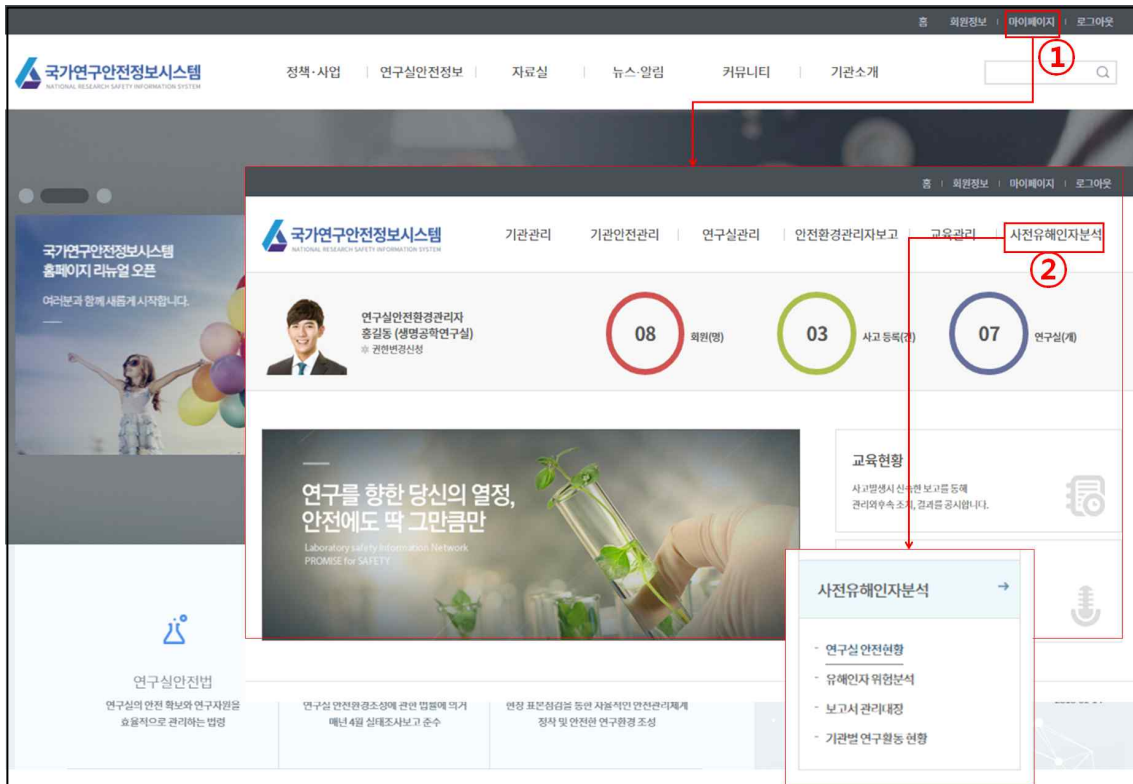 홈 회원정보 마이페이지 로그아웃
①
국가연구안전정보시스템
NATIONAL RESEARCH SAFETY INFORMATION SYSTEM
정책·사업 연구실안전정보 자료실 뉴스·알림 커뮤니티 기관소개
국가연구안전정보시스템
홈페이지 리뉴얼 오픈
여러분과 함께 새롭게 시작합니다.
홈 회원정보 마이페이지 로그아웃
국가연구안전정보시스템
NATIONAL RESEARCH SAFETY INFORMATION SYSTEM
기관관리 기관안전관리 연구실관리 안전환경관리자보고 교육관리 사전유해인자분석
②
연구실안전환경관리자
홍길동 (생명공학연구실)
※ 권한변경신청
08 회원(명)
03 사고 등록(건)
07 연구실(개)
연구를 향한 당신의 열정,
안전에도 딱 그만큼만
Laboratory safety Information Network
PROMISE for SAFETY
교육현황
사고발생시 신속한 보고를 통해
관리와후속 조치, 결과를 공시합니다.
사전유해인자분석
- 연구실 안전현황
- 유해인자 위험분석
- 보고서 관리대장
- 기관별 연구활동 현황
연구실안전법
연구실의 안전 확보와 연구자원을
효율적으로 관리하는 법령
연구실 안전환경조성에 관한 법률에 의거
매년 4월 실태조사보고 준수
현장 표본점검을 통한 자율적인 안전관리체계
정착 및 안전한 연구환경 조성